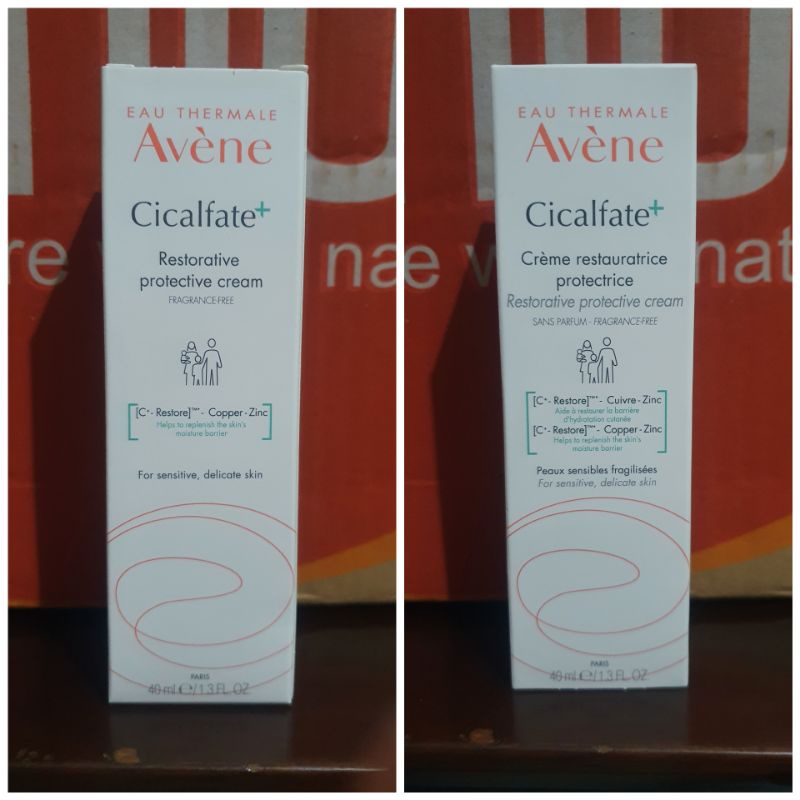 EAU THERMALE
Avène
Cicalfate+
Restorative
protective cream
FRAGRANCE-FREE
[C+- Restore]™* - Copper - Zinc
Helps to replenish the skin's
moisture barrier
For sensitive, delicate skin
PARIS
40 ml e/1.3 FL. OZ.
re
næ
EAU THERMALE
Avène
Cicalfate+
Crème restauratrice
protectrice
Restorative protective cream
SANS PARFUM - FRAGRANCE-FREE
[C+- Restore]™* - Cuivre - Zinc
Aide à restaurer la barrière
d'hydratation cutanée
[C+- Restore]™* - Copper - Zinc
Helps to replenish the skin's
moisture barrier
Peaux sensibles fragilisées
For sensitive, delicate skin
PARIS
40 ml e/1.3 FL. OZ.
næ
nat